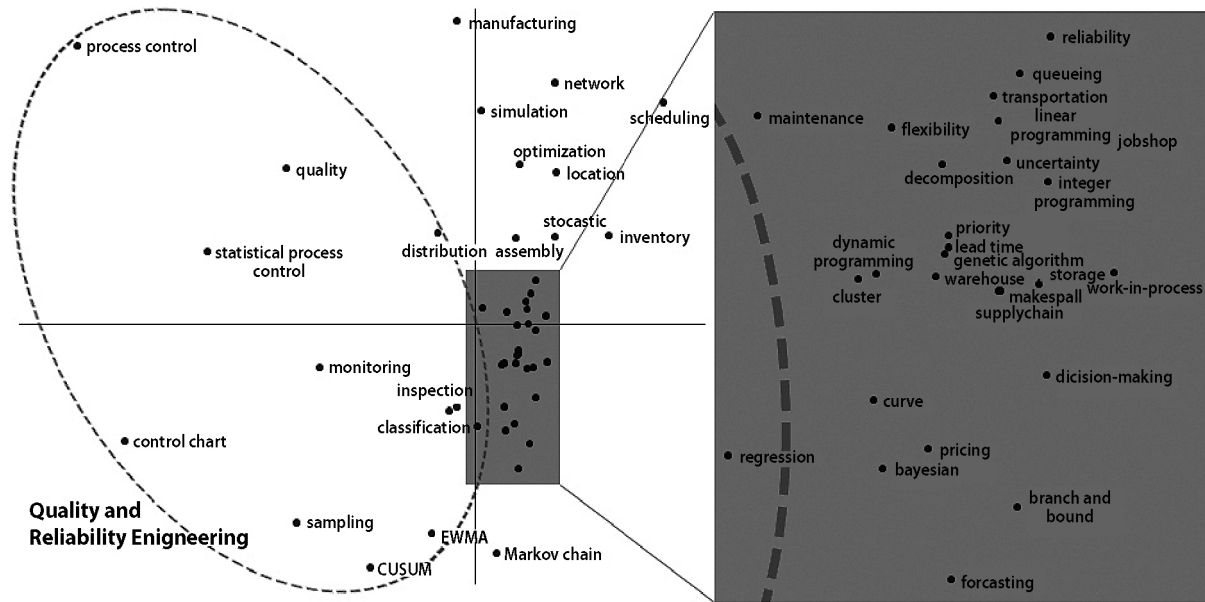 manufacturing
process control
network
simulation
scheduling
optimization
location
quality
stocastic
inventory
distribution
assembly
statistical process
control
monitoring
inspection
classification
control chart
Quality and
Reliability Enigneering
sampling
EWMA
Markov chain
CUSUM
reliability
queueing
transportation
maintenance
linear
programming
flexibility
jobshop
uncertainty
decomposition
integer
programming
priority
lead time
dynamic
programming
genetic algorithm
storage
warehouse
work-in-process
cluster
makespall
supplychain
dicision-making
curve
pricing
regression
bayesian
branch and
bound
forcasting